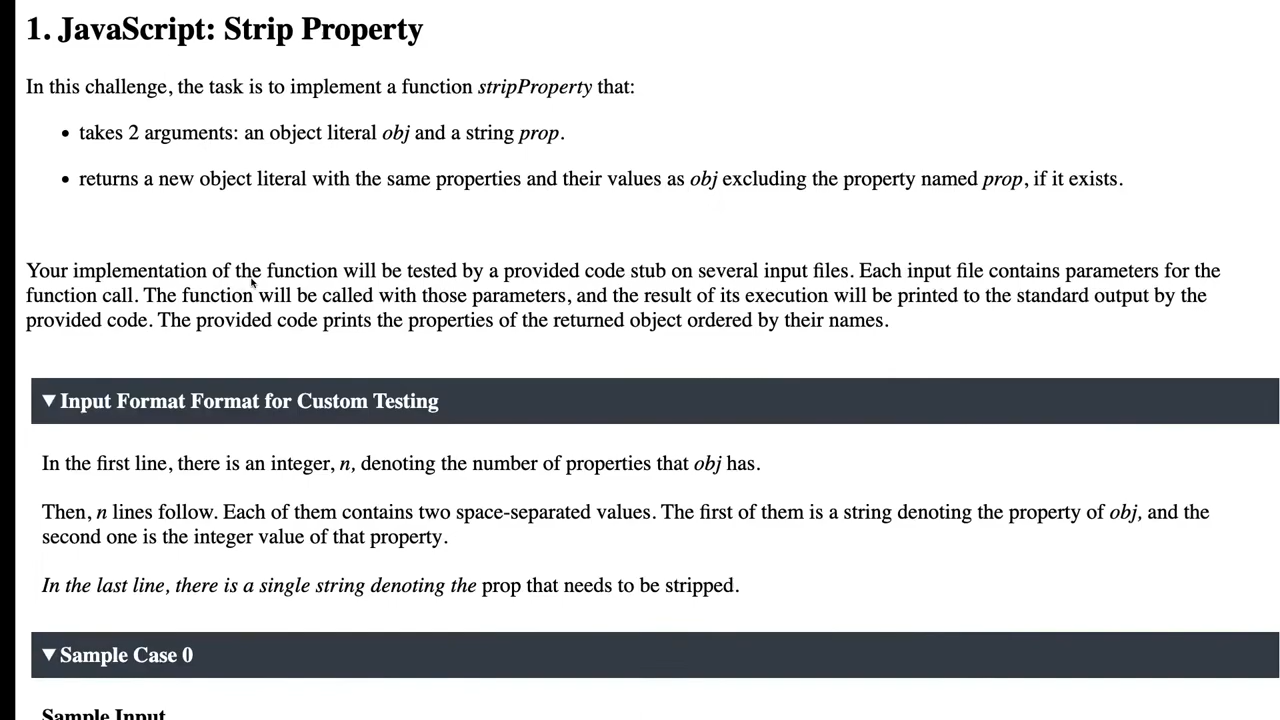 1. JavaScript: Strip Property
In this challenge, the task is to implement a function stripProperty that:
• takes 2 arguments: an object literal obj and a string prop.
• returns a new object literal with the same properties and their values as obj excluding the property named prop, if it exists.
Your implementation of the function will be tested by a provided code stub on several input files. Each input file contains parameters for the
function call. The function will be called with those parameters, and the result of its execution will be printed to the standard output by the
provided code. The provided code prints the properties of the returned object ordered by their names.
▼Input Format Format for Custom Testing
In the first line, there is an integer, n, denoting the number of properties that obj has.
Then, n lines follow. Each of them contains two space-separated values. The first of them is a string denoting the property of obj, and the
second one is the integer value of that property.
In the last line, there is a single string denoting the prop that needs to be stripped.
▼Sample Case 0
Sample Input